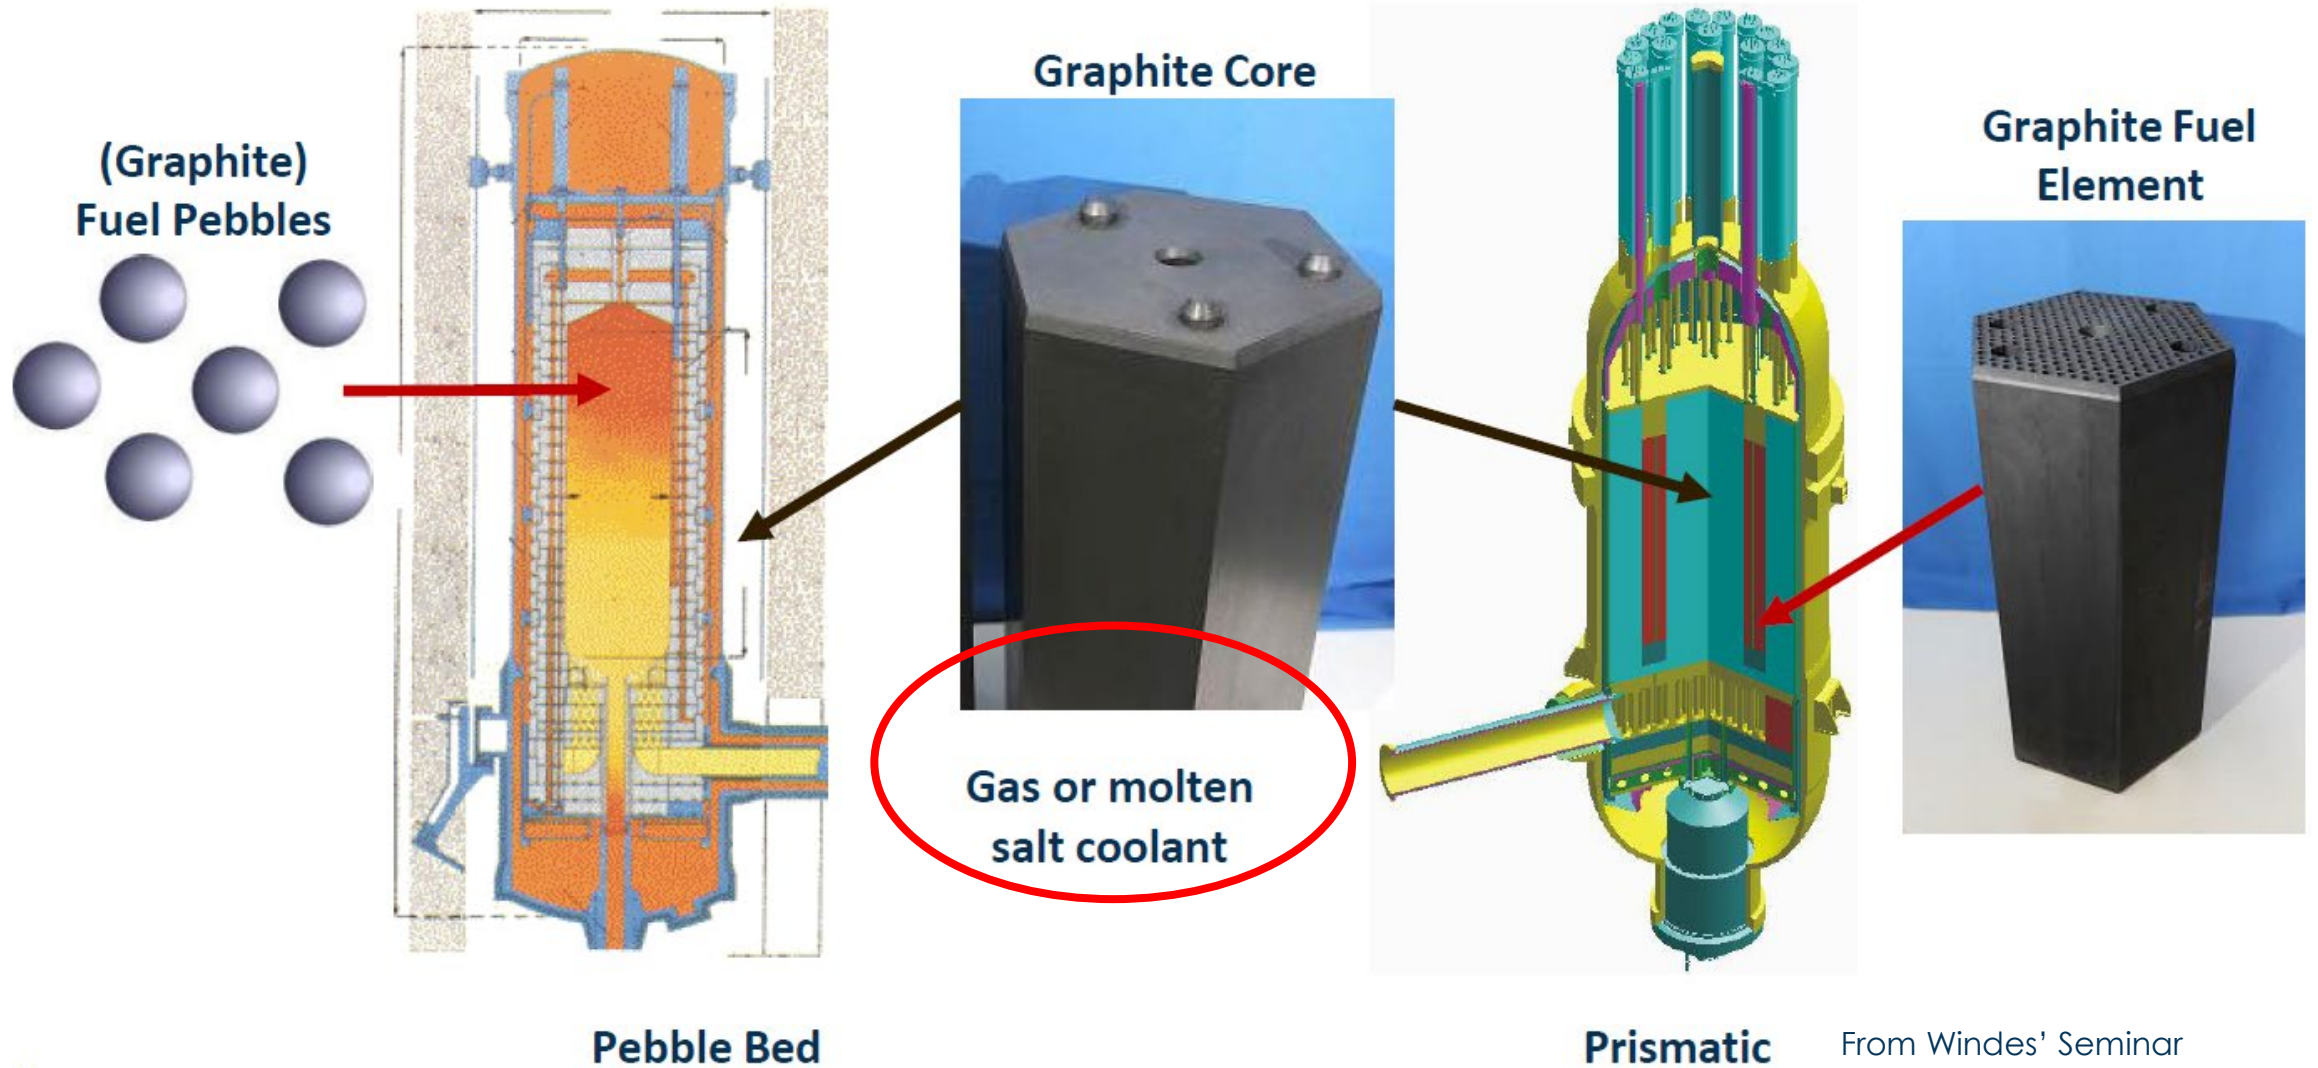 (Graphite)
Fuel Pebbles
Graphite Core
Graphite Fuel
Element
Gas or molten
salt coolant
Pebble Bed
Prismatic
From Windes’ Seminar